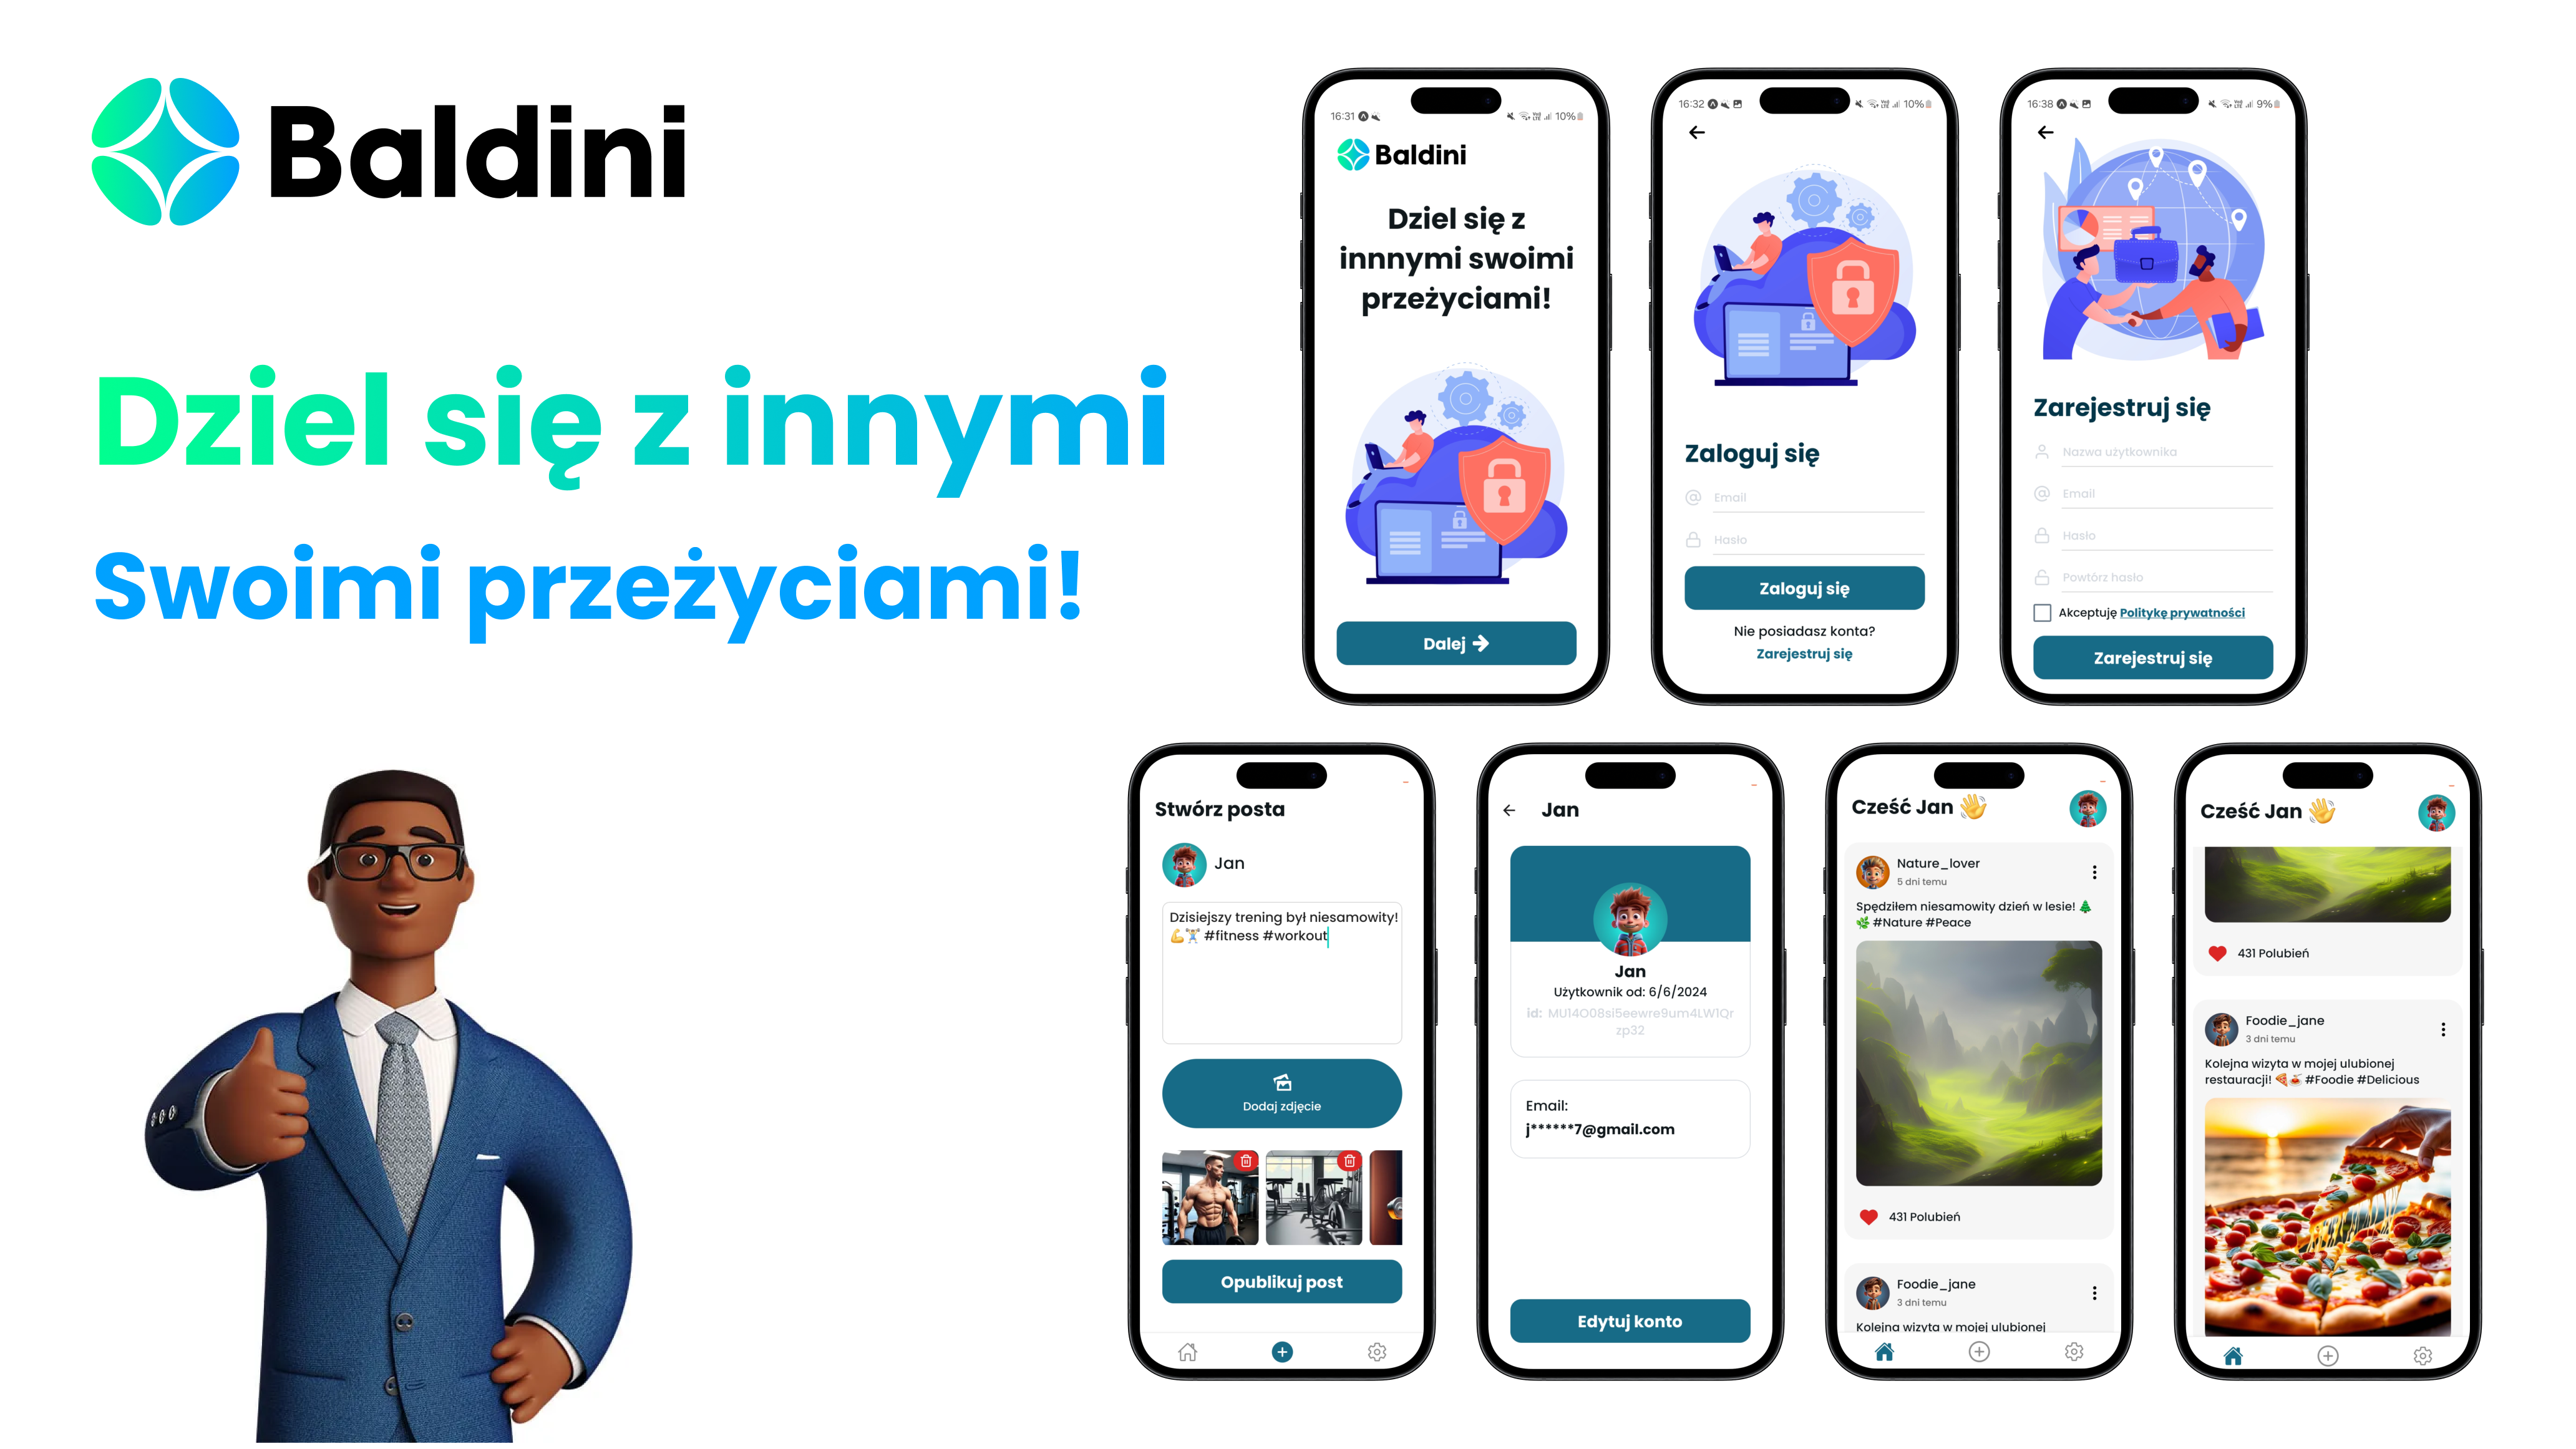 Baldini
Dziel się z innymi
Swoimi przeżyciami!
16:31
10%
Baldini
Dziel się z
innnymi swoimi
przeżyciami!
Dalej
16:32
10%
Zaloguj się
Email
Hasło
Zaloguj się
Nie posiadasz konta?
Zarejestruj się
16:38
9%
Zarejestruj się
Nazwa użytkownika
Email
Hasło
Powtórz hasło
Akceptuję Politykę prywatności
Zarejestruj się
Stwórz posta
Jan
Dzisiejszy trening był niesamowity!
💪🏋️ #fitness #workout
Dodaj zdjęcie
Opublikuj post
Jan
Jan
Użytkownik od: 6/6/2024
id: MU14O08si5eewre9um4LW1Qr
zp32
Email:
j******7@gmail.com
Edytuj konto
Cześć Jan 👋
Nature_lover
5 dni temu
Spędziłem niesamowity dzień w lesie! 🌲
🌿 #Nature #Peace
431 Polubień
Foodie_jane
3 dni temu
Kolejna wizyta w mojej ulubionej
Cześć Jan 👋
431 Polubień
Foodie_jane
3 dni temu
Kolejna wizyta w mojej ulubionej
restauracji! 🍕🍝 #Foodie #Delicious